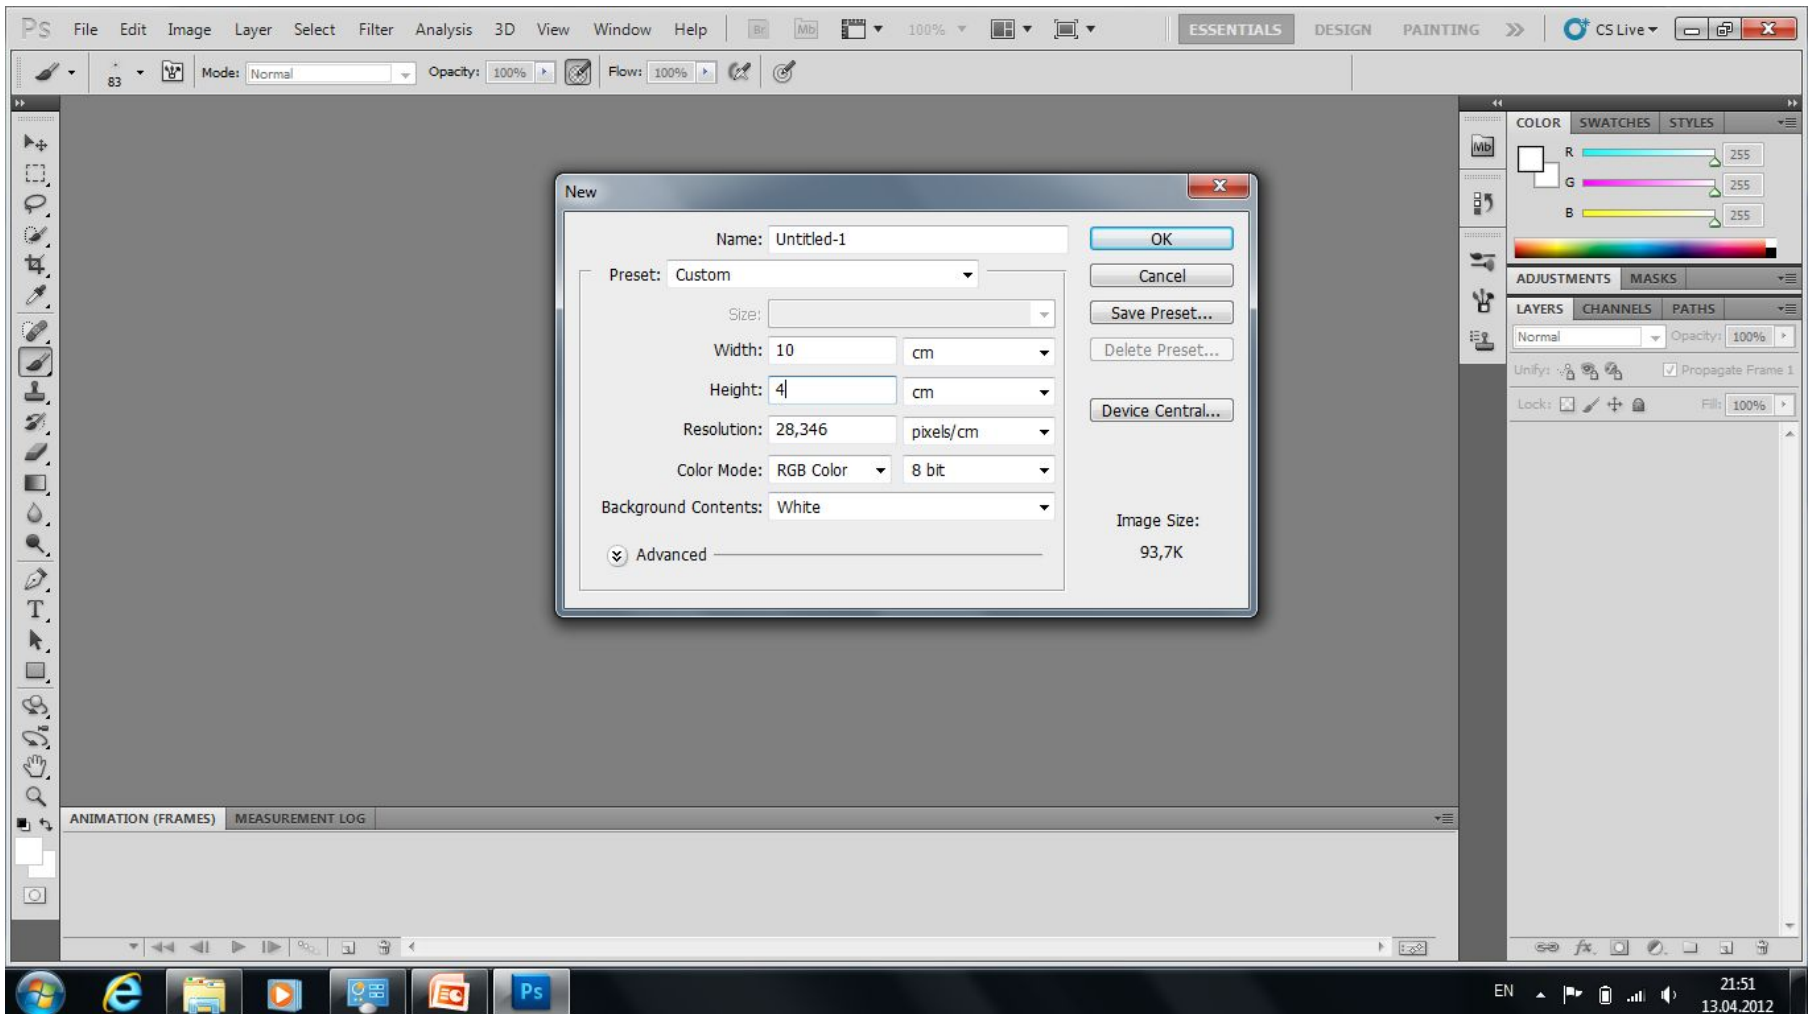 Ps File Edit Image Layer Select Filter Analysis 3D View Window Help Br Mb 100% ESSENTIALS DESIGN PAINTING CS Live
83 Mode: Normal Opacity: 100% Flow: 100%
COLOR SWATCHES STYLES
Mb
R 255
G 255
B 255
New
Name: Untitled-1 OK
Preset: Custom Cancel
Size: Save Preset...
Width: 10 cm Delete Preset...
Height: 4 cm
Device Central...
Resolution: 28,346 pixels/cm
Color Mode: RGB Color 8 bit
Background Contents: White
Image Size:
Advanced 93,7K
ADJUSTMENTS MASKS
LAYERS CHANNELS PATHS
Normal Opacity: 100%
Unify: Propagate Frame 1
Lock: Fill: 100%
T
ANIMATION (FRAMES) MEASUREMENT LOG
fx.
Ps
EN
21:51
13.04.2012